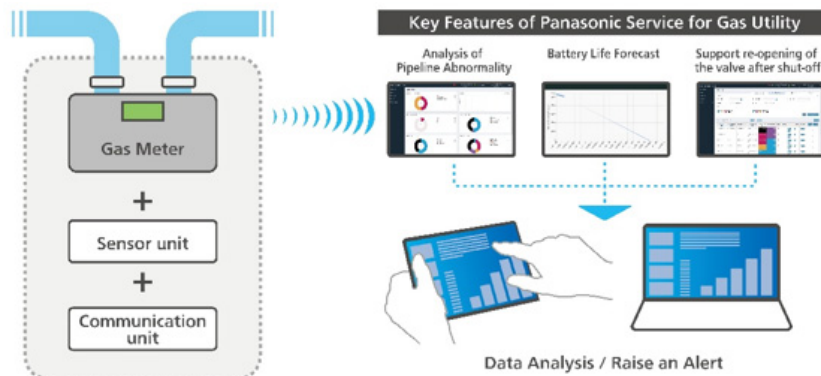 Key Features of Panasonic Service for Gas Utility
Analysis of
Pipeline Abnormality
Battery Life Forecast
Support re-opening of
the valve after shut-off
Gas Meter
+
Sensor unit
+
Communication
unit
Data Analysis / Raise an Alert